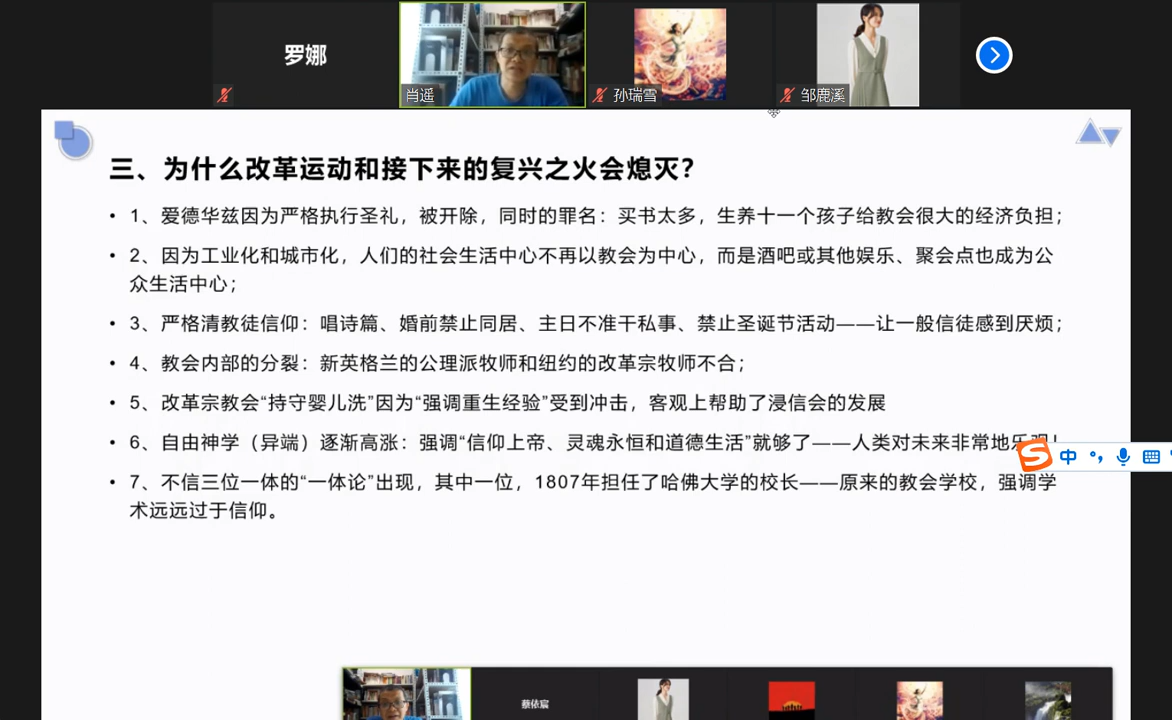 罗娜
肖遥
孙瑞雪
邹鹿溪
三、为什么改革运动和接下来的复兴之火会熄灭？
• 1、爱德华兹因为严格执行圣礼，被开除，同时的罪名：买书太多，生养十一个孩子给教会很大的经济负担；
• 2、因为工业化和城市化，人们的社会生活中心不再以教会为中心，而是酒吧或其他娱乐、聚会点也成为公
众生活中心；
• 3、严格清教徒信仰：唱诗篇、婚前禁止同居、主日不准干私事、禁止圣诞节活动——让一般信徒感到厌烦；
• 4、教会内部的分裂：新英格兰的公理派牧师和纽约的改革宗牧师不合；
• 5、改革宗教会“持守婴儿洗”因为“强调重生经验”受到冲击，客观上帮助了浸信会的发展
• 6、自由神学（异端）逐渐高涨：强调“信仰上帝、灵魂永恒和道德生活”就够了——人类对未来非常地乐观！
S 中
• 7、不信三位一体的“一体论”出现，其中一位，1807年担任了哈佛大学的校长——原来的教会学校，强调学
术远远过于信仰。
蔡依宸